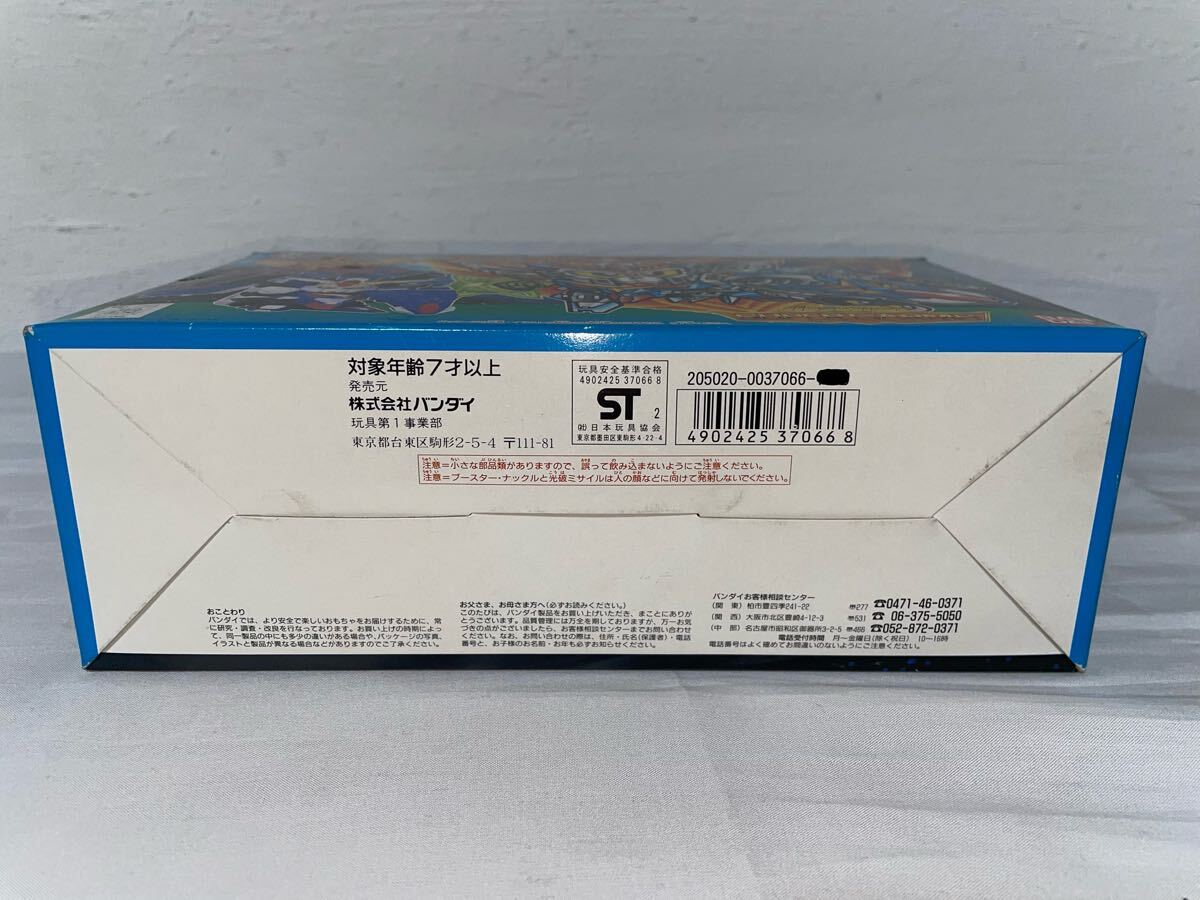 対象年齢7才以上
発売元
株式会社バンダイ
玩具第1事業部
東京都台東区駒形2-5-4 〒111-81
玩具安全基準合格
4902425 37066 8
ST 2
㈳日本玩具協会
東京都墨田区東駒形4-22-4
205020-0037066-
4902425 370668
注意=小さな部品類がありますので、誤って飲み込まないようにご注意ください。
注意=ブースター・ナックルと光破ミサイルは人の顔などに向けて発射しないでください。
おことわり
バンダイでは、より安全で楽しいおもちゃをお届けするために、常
に研究・調査・改良を行なっております。お買い上げの時期によっ
て、同一製品の中にも多少の違いがある場合や、パッケージの写真、
イラストと製品が異なる場合などがありますのでご了承ください。
お父さま、お母さま方へ(必ずお読みください。)
このたびは、バンダイ製品をお買い上げいただき、まことにありが
とうございます。品質管理には万全を期しておりますが、万一お気
づきの点がございましたら、お客様相談センターまでお問い合わせ
ください。なお、お問い合わせの際は、住所・氏名(保護者)・電話
番号と、お子様のお名前・お年も必ずお知らせください。
バンダイお客様相談センター
(関 東) 柏市豊四季241-22 〠277 ☎0471-46-0371
(関 西) 大阪市北区豊崎4-12-3 〠531 ☎ 06-375-5050
(中 部) 名古屋市昭和区御器所3-2-5 〠466 ☎052-872-0371
電話受付時間 月~金曜日(除く祝日) 10~16時
電話番号はよく確めてお間違いのないようにご注意ください。